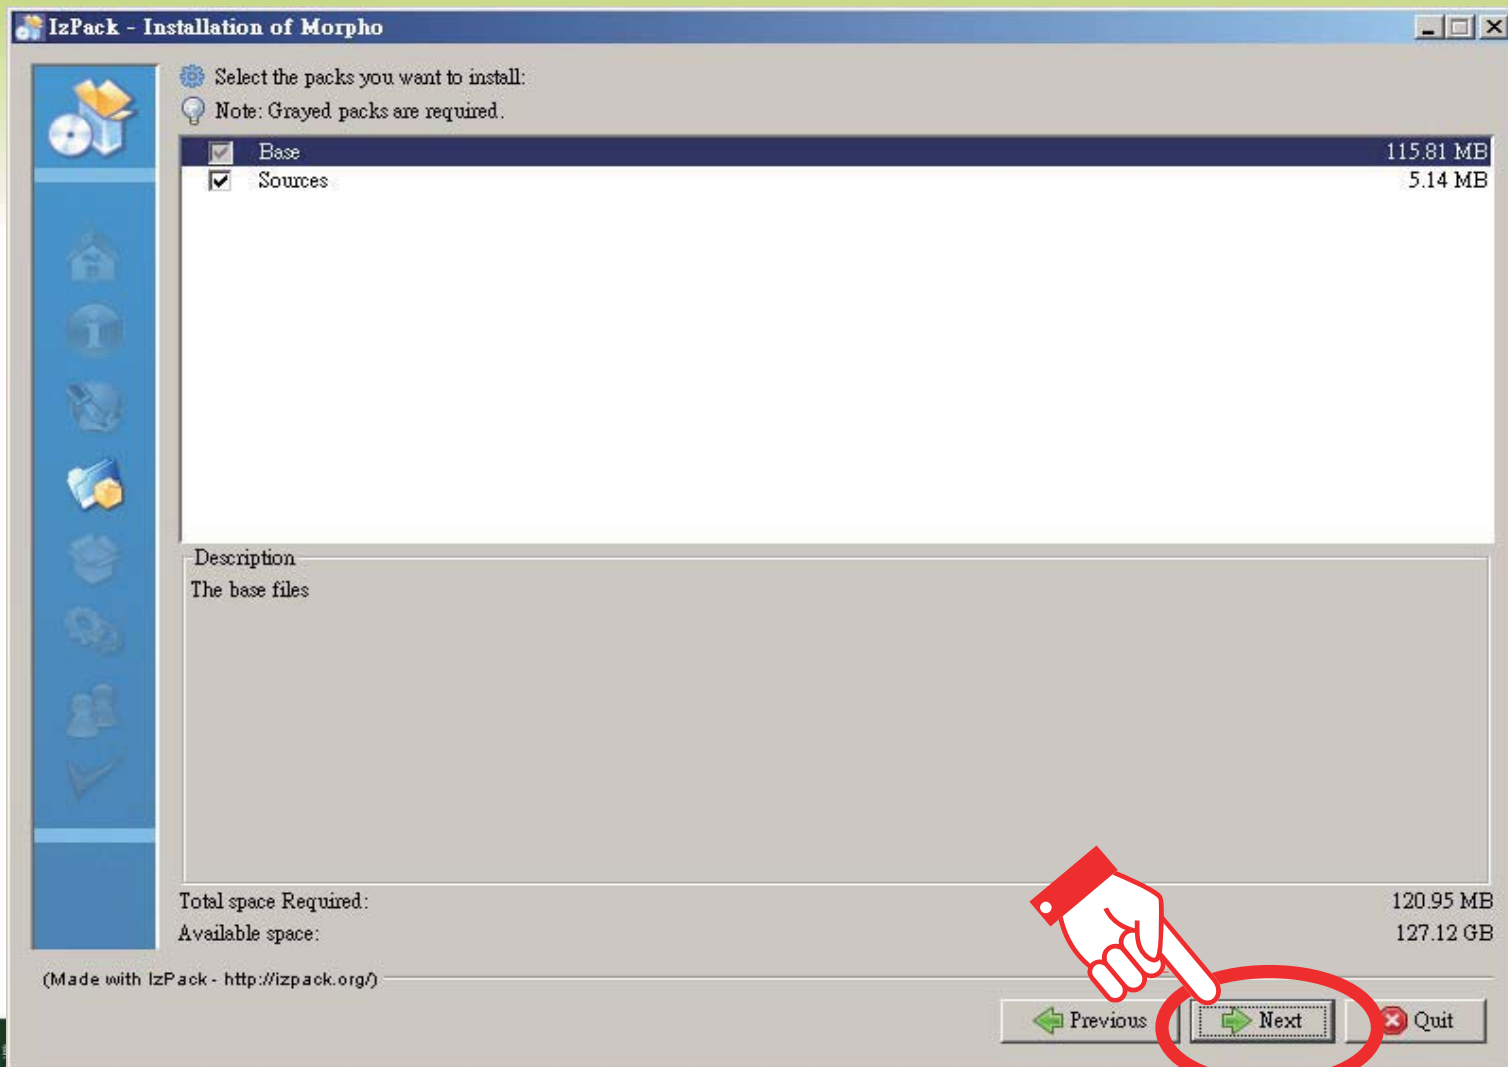 IzPack - Installation of Morpho
Select the packs you want to install:
Note: Grayed packs are required.
Base 115.81 MB
Sources 5.14 MB
Description
The base files
Total space Required: 120.95 MB
Available space: 127.12 GB
(Made with IzPack - http://izpack.org/)
Previous Next Quit